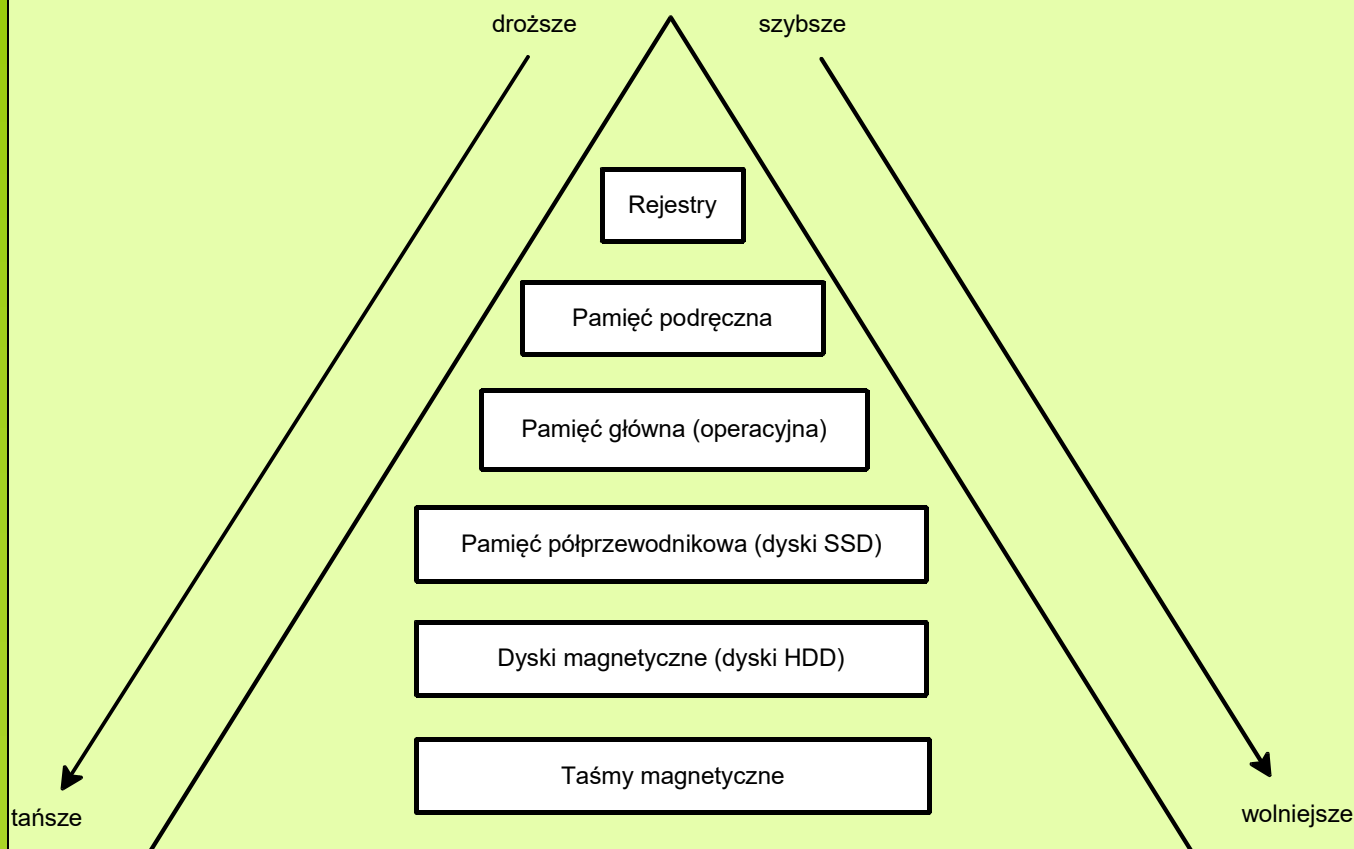 droższe
szybsze
Rejestry
Pamięć podręczna
Pamięć główna (operacyjna)
Pamięć półprzewodnikowa (dyski SSD)
Dyski magnetyczne (dyski HDD)
Taśmy magnetyczne
tańsze
wolniejsze